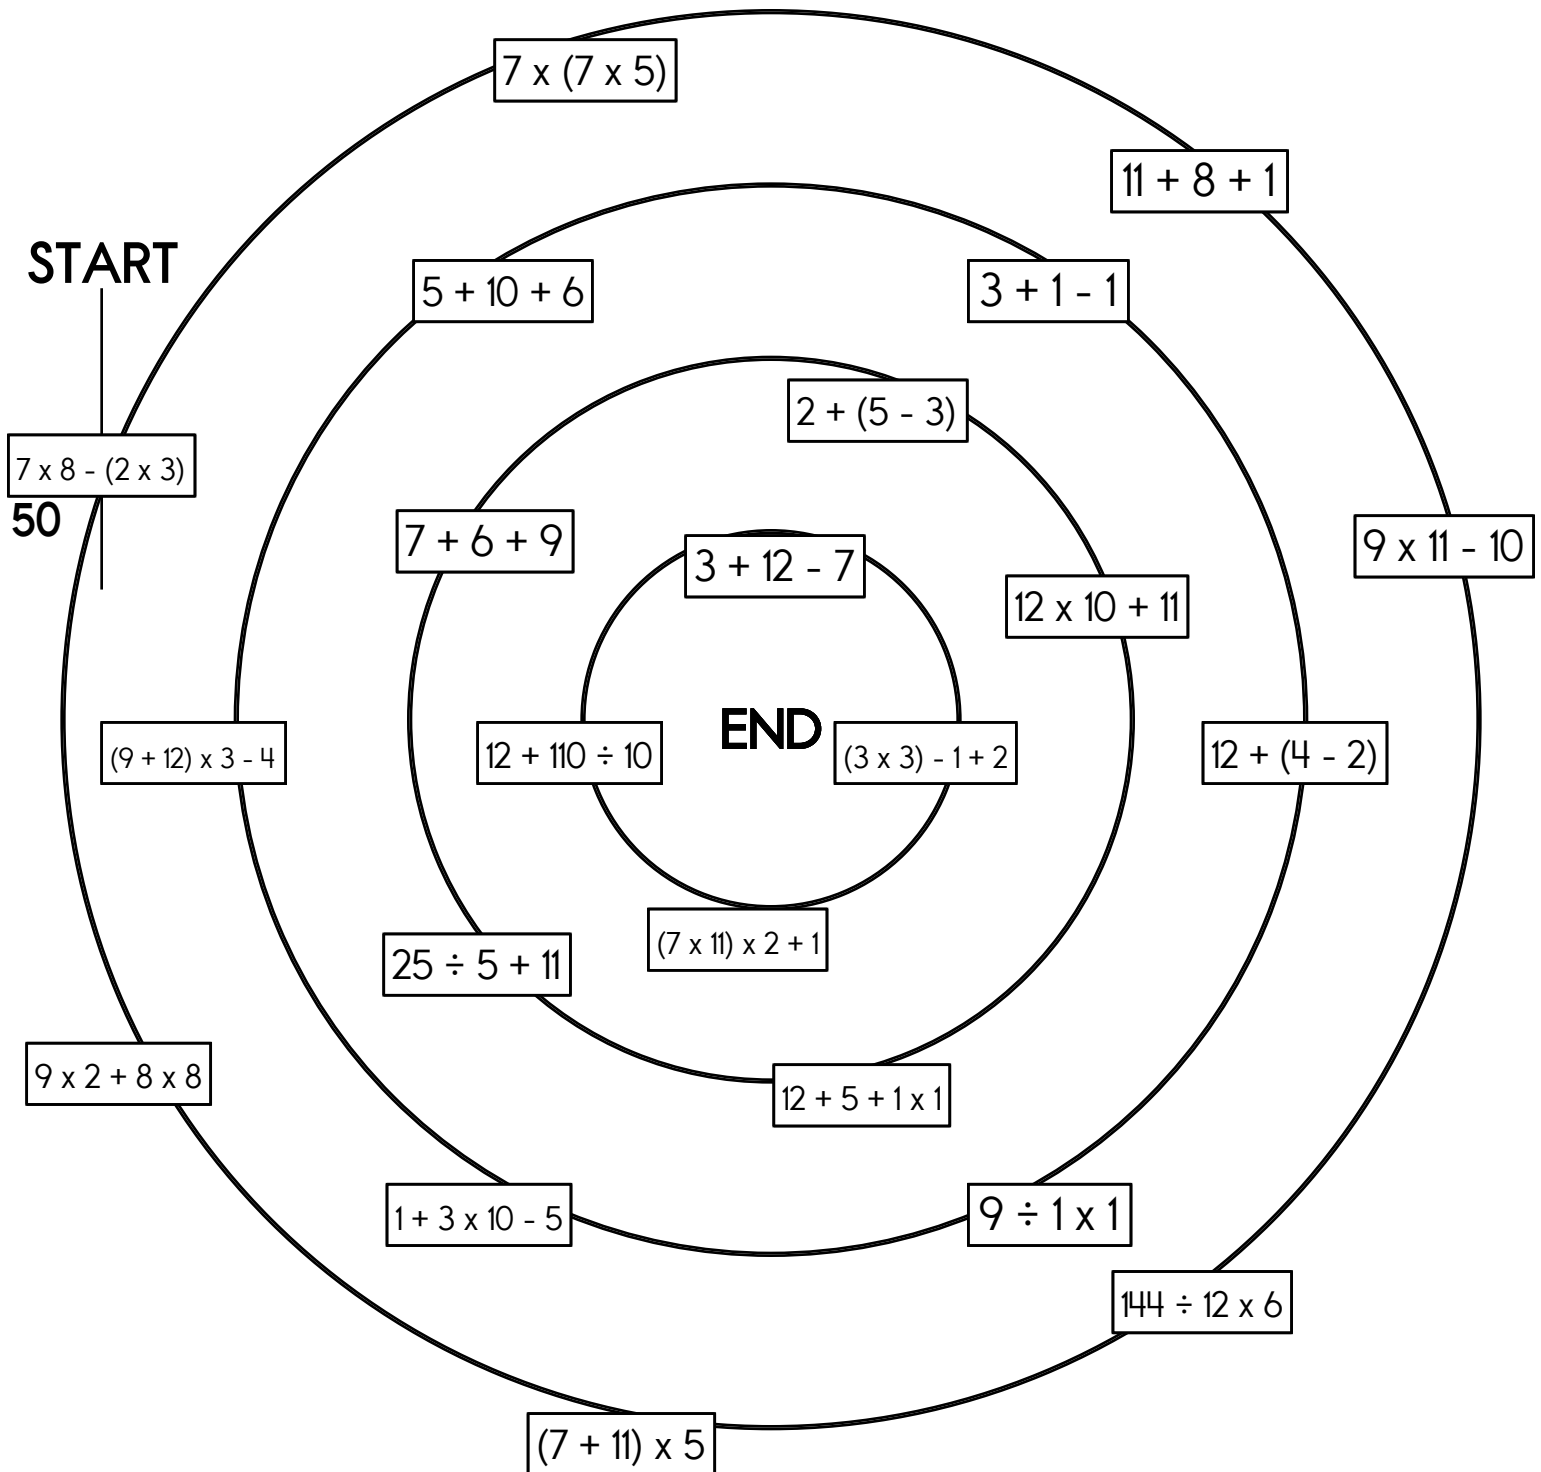 7 x (7 x 5)
11 + 8 + 1
START
5 + 10 + 6
3 + 1 - 1
2 + (5 - 3)
7 x 8 - (2 x 3)
50
7 + 6 + 9
9 x 11 - 10
3 + 12 - 7
12 x 10 + 11
(9 + 12) x 3 - 4
12 + 110 ÷ 10
END
(3 x 3) - 1 + 2
12 + (4 - 2)
(7 x 11) x 2 + 1
25 ÷ 5 + 11
9 x 2 + 8 x 8
12 + 5 + 1 x 1
1 + 3 x 10 - 5
9 ÷ 1 x 1
144 ÷ 12 x 6
(7 + 11) x 5